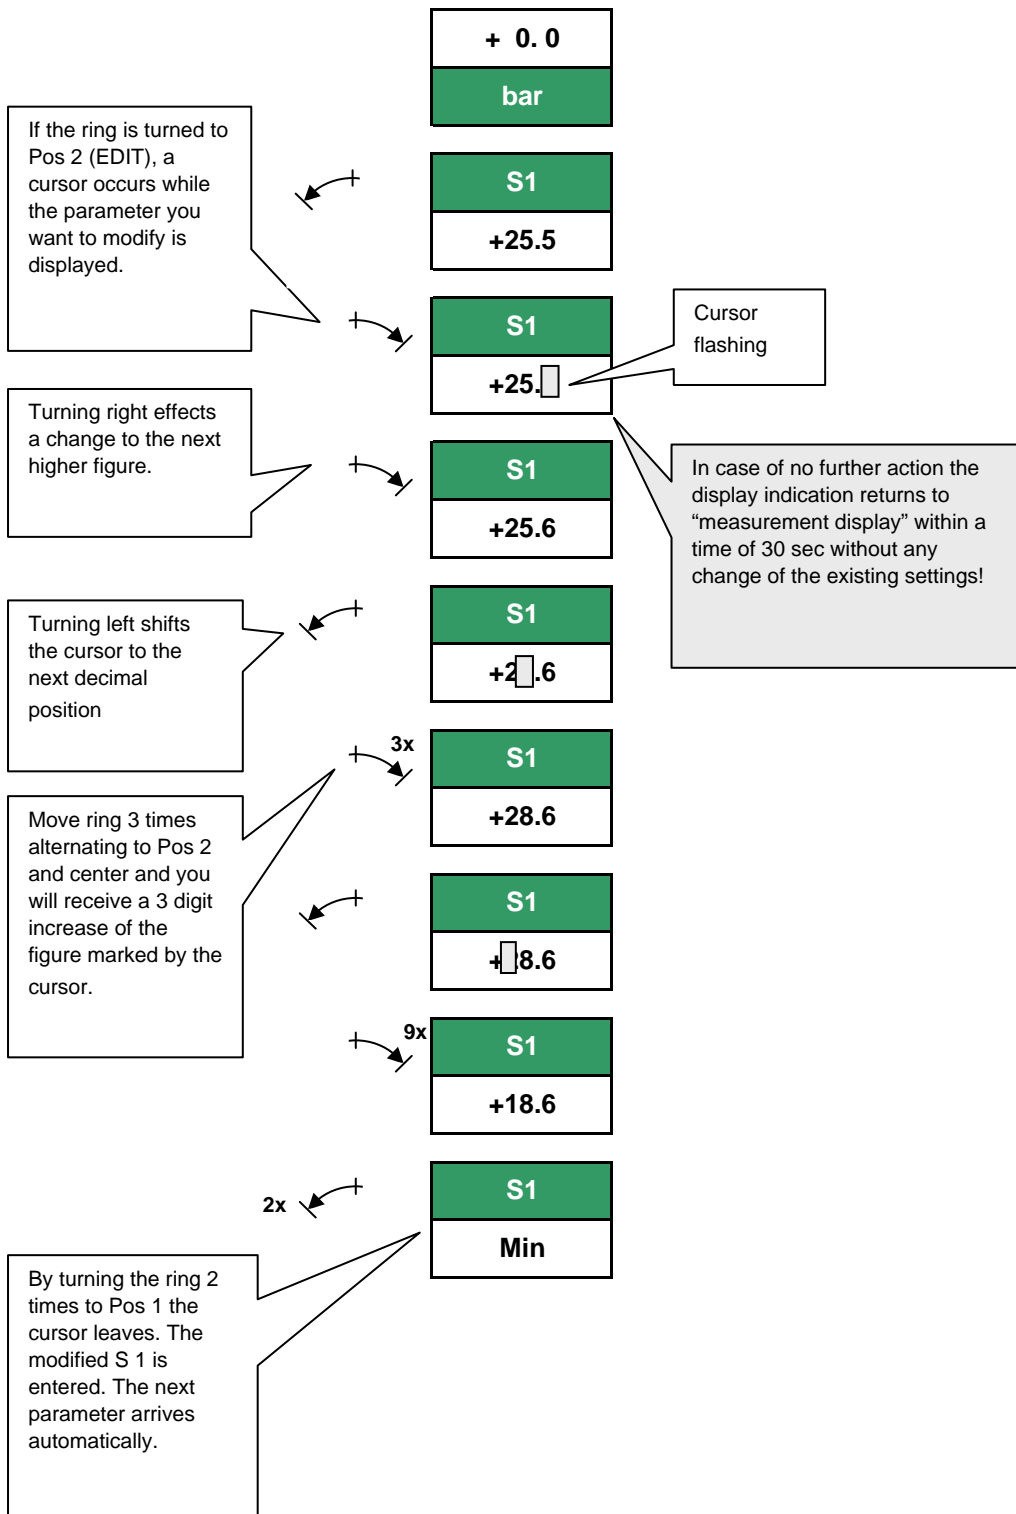 + 0. 0
bar
If the ring is turned to
Pos 2 (EDIT), a
cursor occurs while
the parameter you
want to modify is
displayed.
S1
+25.5
S1
+25.
Cursor
flashing
Turning right effects
a change to the next
higher figure.
S1
+25.6
In case of no further action the
display indication returns to
“measurement display” within a
time of 30 sec without any
change of the existing settings!
Turning left shifts
the cursor to the
next decimal
position
S1
+2 .6
3x
S1
+28.6
Move ring 3 times
alternating to Pos 2
and center and you
will receive a 3 digit
increase of the
figure marked by the
cursor.
S1
+ 8.6
9x
S1
+18.6
2x
S1
Min
By turning the ring 2
times to Pos 1 the
cursor leaves. The
modified S 1 is
entered. The next
parameter arrives
automatically.